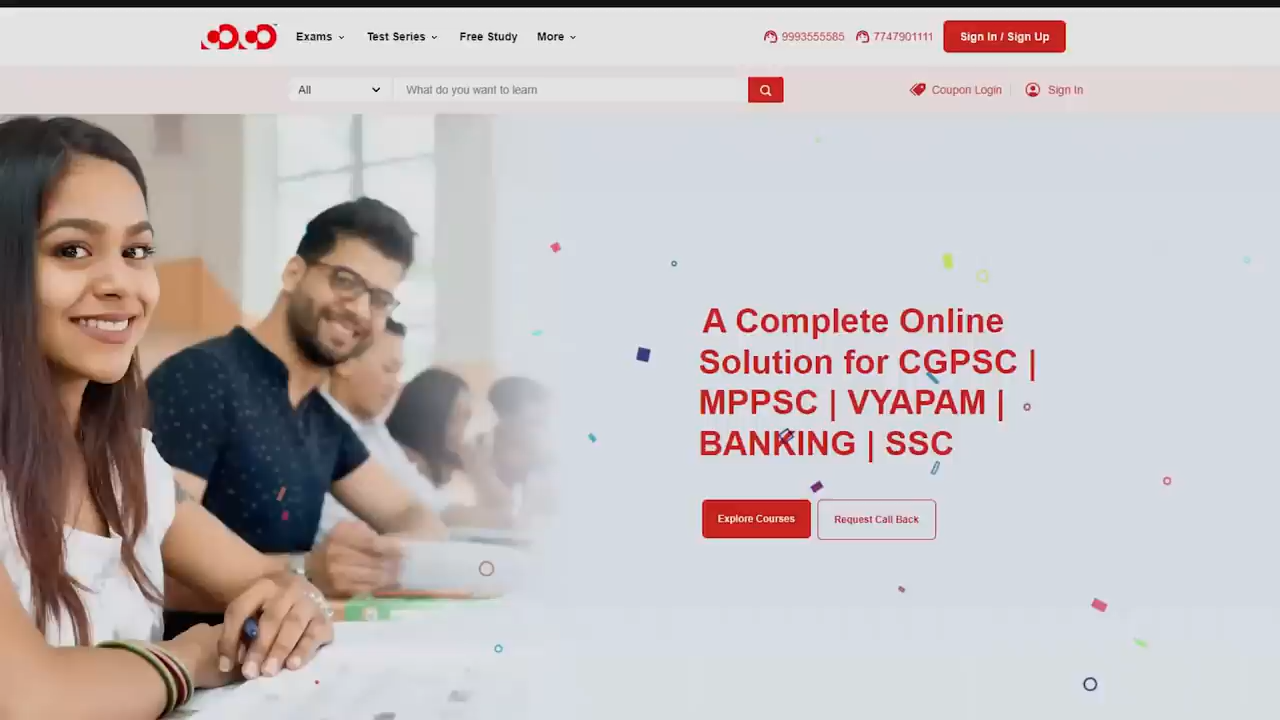 Exams
Test Series
Free Study
More
9993555585
7747901111
Sign In / Sign Up
All
What do you want to learn
Coupon Login
Sign In
A Complete Online
Solution for CGPSC |
MPPSC | VYAPAM |
BANKING | SSC
Explore Courses
Request Call Back